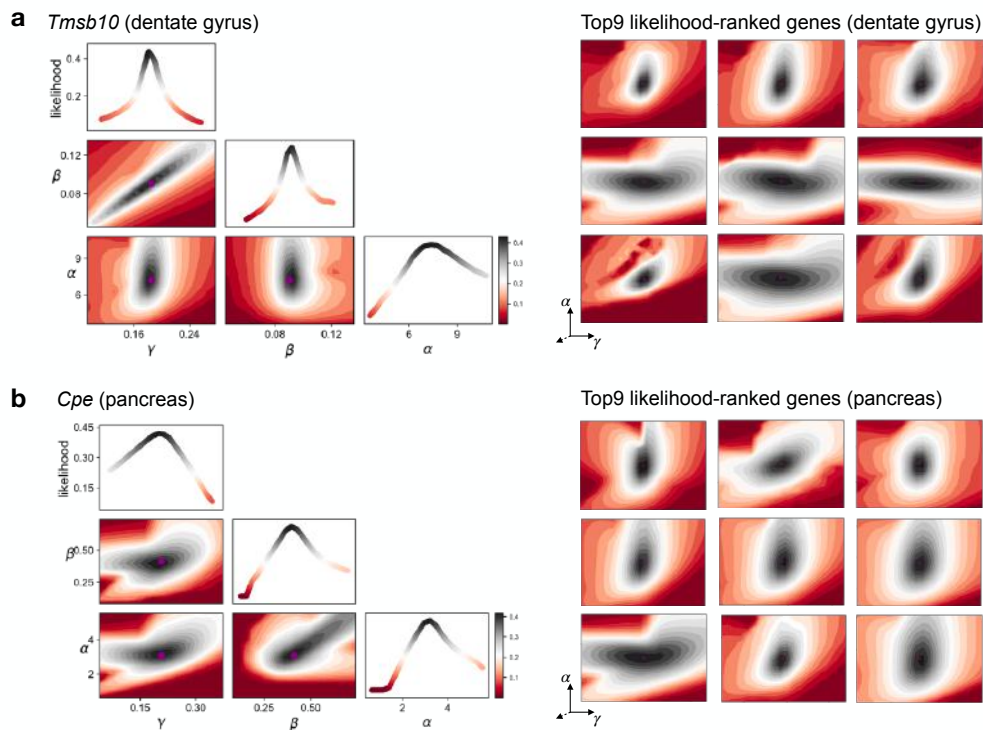 a
Tmsb10 (dentate gyrus)
Top9 likelihood-ranked genes (dentate gyrus)
likelihood
0.4
0.2
β
0.12
0.08
α
9
6
0.16
0.24
γ
0.08
0.12
β
6
9
α
0.4
0.3
0.2
0.1
α
γ
b
Cpe (pancreas)
Top9 likelihood-ranked genes (pancreas)
likelihood
0.45
0.30
0.15
β
0.50
0.25
α
4
2
0.15
0.30
γ
0.25
0.50
β
2
4
α
0.4
0.3
0.2
0.1
α
γ